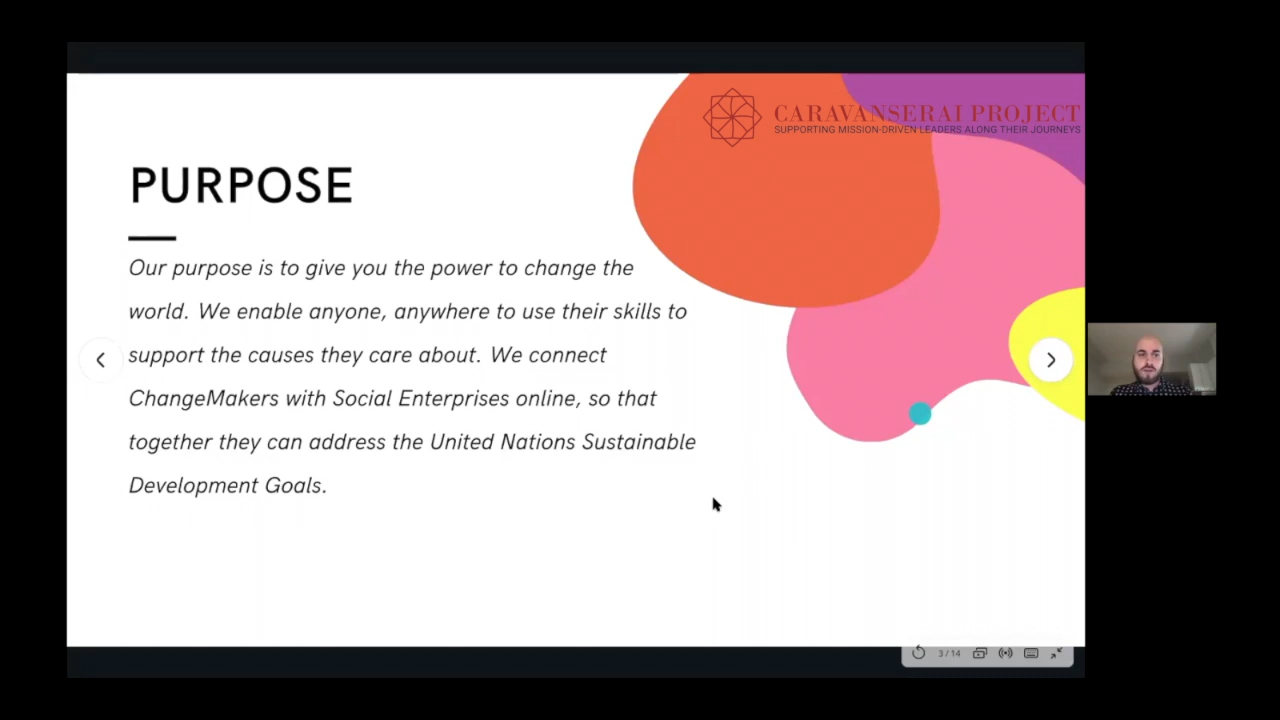 CARAVANSERAI PROJECT
SUPPORTING MISSION-DRIVEN LEADERS ALONG THEIR JOURNEYS
PURPOSE
Our purpose is to give you the power to change the
world. We enable anyone, anywhere to use their skills to
support the causes they care about. We connect
ChangeMakers with Social Enterprises online, so that
together they can address the United Nations Sustainable
Development Goals.
3 / 14